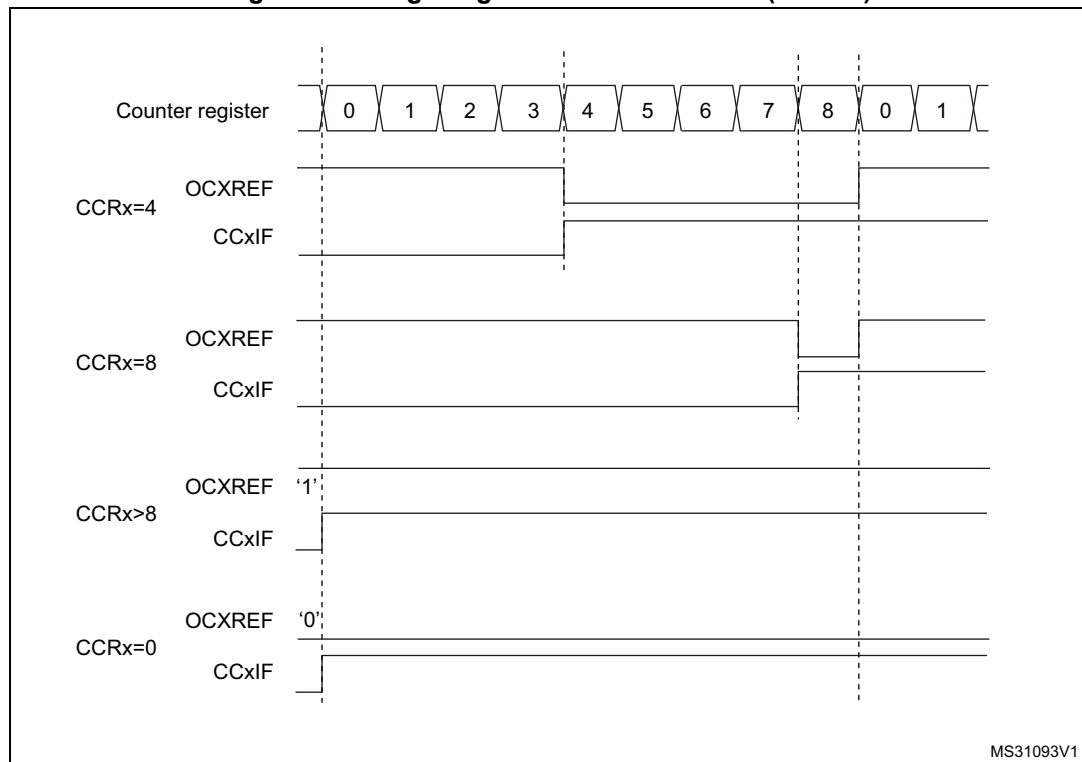 Counter register 0 1 2 3 4 5 6 7 8 0 1
OCXREF
CCRx=4
CCxIF
OCXREF
CCRx=8
CCxIF
OCXREF '1'
CCRx>8
CCxIF
OCXREF '0'
CCRx=0
CCxIF
MS31093V1